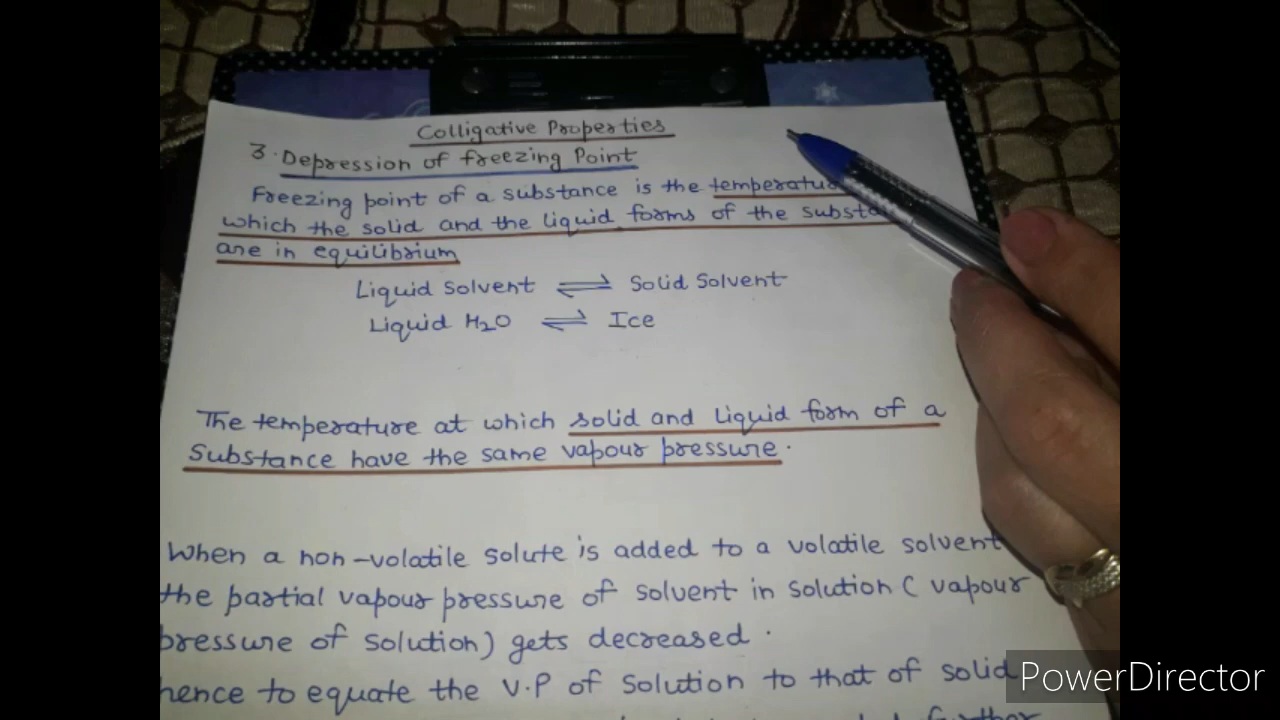 Colligative Properties
3. Depression of freezing Point
Freezing point of a substance is the
which the solid and the liquid forms of the
are in equilibrium
Liquid Solvent ⇌ Solid Solvent
Liquid H2O ⇌ Ice
The temperature at which solid and Liquid form of a
Substance have the same vapour pressure.
When a non-volatile solute is added to a volatile solvent
the partial vapour pressure of solvent in solution ( vapour
pressure of solution) gets decreased.
hence to equate the V.P of solution to that of solid
further
PowerDirector